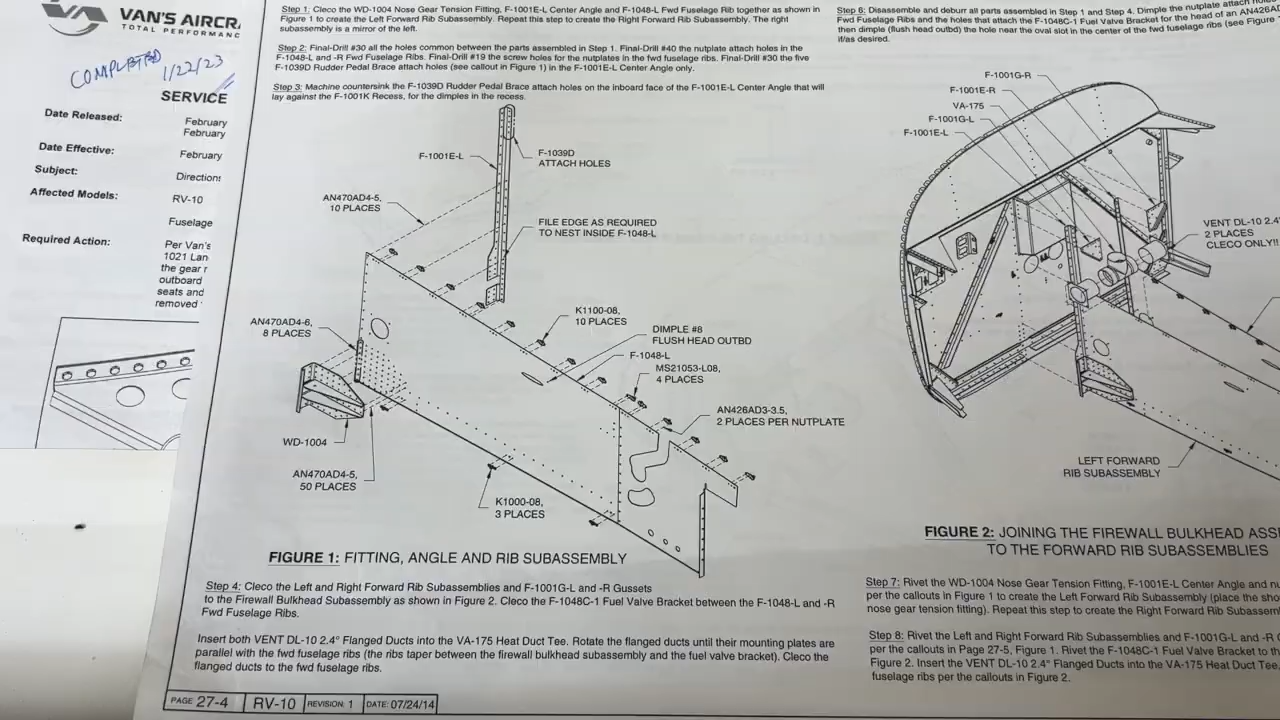 VAN'S AIRCRA
TOTAL PERFORMANC
COMPLETED 1/22/23
SERVICE
Date Released: February
February
Date Effective: February
Subject: Direction
Affected Models: RV-10
Fuselage
Required Action: Per Van's
1021 Lan
the gear
outboard
seats and
removed
Step 1: Cleco the WD-1004 Nose Gear Tension Fitting, F-1001E-L Center Angle and F-1048-L Fwd Fuselage Rib together as shown in
Figure 1 to create the Left Forward Rib Subassembly. Repeat this step to create the Right Forward Rib Subassembly. The right
subassembly is a mirror of the left.
Step 2: Final-Drill #30 all the holes common between the parts assembled in Step 1. Final-Drill #40 the nutplate attach holes in the
F-1048-L and -R Fwd Fuselage Ribs. Final-Drill #19 the screw holes for the nutplates in the fwd fuselage ribs. Final-Drill #30 the five
F-1039D Rudder Pedal Brace attach holes (see callout in Figure 1) in the F-1001E-L Center Angle only.
Step 3: Machine countersink the F-1039D Rudder Pedal Brace attach holes on the inboard face of the F-1001E-L Center Angle that will
lay against the F-1001K Recess, for the dimples in the recess.
F-1001E-L
F-1039D
ATTACH HOLES
AN470AD4-5,
10 PLACES
FILE EDGE AS REQUIRED
TO NEST INSIDE F-1048-L
AN470AD4-6,
8 PLACES
K1100-08,
10 PLACES
DIMPLE #8
FLUSH HEAD OUTBD
F-1048-L
MS21053-L08,
4 PLACES
AN426AD3-3.5,
2 PLACES PER NUTPLATE
WD-1004
AN470AD4-5,
50 PLACES
K1000-08,
3 PLACES
FIGURE 1: FITTING, ANGLE AND RIB SUBASSEMBLY
Step 4: Cleco the Left and Right Forward Rib Subassemblies and F-1001G-L and -R Gussets
to the Firewall Bulkhead Subassembly as shown in Figure 2. Cleco the F-1048C-1 Fuel Valve Bracket between the F-1048-L and -R
Fwd Fuselage Ribs.
Insert both VENT DL-10 2.4" Flanged Ducts into the VA-175 Heat Duct Tee. Rotate the flanged ducts until their mounting plates are
parallel with the fwd fuselage ribs (the ribs taper between the firewall bulkhead subassembly and the fuel valve bracket). Cleco the
flanged ducts to the fwd fuselage ribs.
PAGE 27-4 RV-10 REVISION: 1 DATE: 07/24/14
Step 6: Disassemble and deburr all parts assembled in Step 1 and Step 4. Dimple the nutplate attach holes
Fwd Fuselage Ribs and the holes that attach the F-1048C-1 Fuel Valve Bracket for the head of an AN426AD
then dimple (flush head outbd) the hole near the oval slot in the center of the fwd fuselage ribs (see Figure
if/as desired.
F-1001G-R
F-1001E-R
VA-175
F-1001G-L
F-1001E-L
VENT DL-10 2.4"
2 PLACES
CLECO ONLY!!
LEFT FORWARD
RIB SUBASSEMBLY
FIGURE 2: JOINING THE FIREWALL BULKHEAD ASSE
TO THE FORWARD RIB SUBASSEMBLIES
Step 7: Rivet the WD-1004 Nose Gear Tension Fitting, F-1001E-L Center Angle and nu
per the callouts in Figure 1 to create the Left Forward Rib Subassembly (place the sho
nose gear tension fitting). Repeat this step to create the Right Forward Rib Subassem
Step 8: Rivet the Left and Right Forward Rib Subassemblies and F-1001G-L and -R
per the callouts in Page 27-5, Figure 1. Rivet the F-1048C-1 Fuel Valve Bracket to th
Figure 2. Insert the VENT DL-10 2.4" Flanged Ducts into the VA-175 Heat Duct Tee.
fuselage ribs per the callouts in Figure 2.